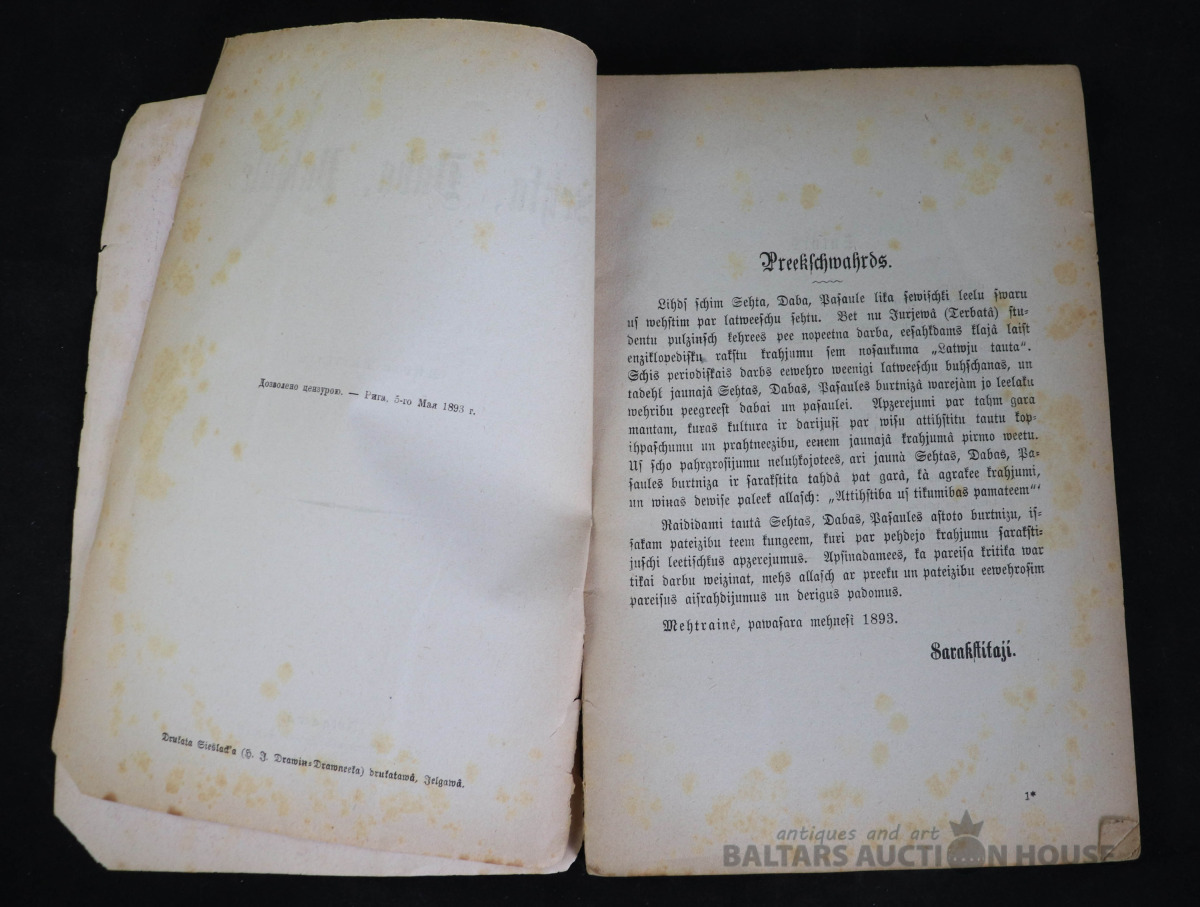 Дозволено цензурою. — Рига, 5-го Мая 1893 г.
Drukata Sieslack'a (H. J. Drawin-Drawneeka) drukatawâ, Jelgawâ.
Preekſchwahrds.
Lihdſ ſchim Sehta, Daba, Paſaule lika ſewiſchki leelu ſwaru
uſ wehſtim par latweeſchu ſehtu. Bet nu Jurjewâ (Terbatâ) ſtu-
dentu pulziņſch kehrees pee nopeetna darba, eeſahkdams klajâ laiſt
enziklopediſku rakſtu krahjumu ſem noſaukuma „Latwju tauta“.
Schis periodiſkais darbs eewehro weenigi latweeſchu buhſchanas, un
tadehļ jaunajâ Sehtas, Dabas, Paſaules burtnizâ warejàm jo leelaku
wehribu peegreeſt dabai un paſaulei. Apzerejumi par tahm gara
mantam, kuras kultura ir darijuſi par wiſu attihſtitu tautu kop-
ihpaſchumu un prahtneezibu, eeņem jaunajâ krahjumâ pirmo weetu.
Uſ ſcho pahrgroſijumu neluhkojotees, ari jaunà Sehtas, Dabas, Pa-
ſaules burtniza ir ſarakſtita tahdâ pat garâ, kà agrakee krahjumi,
un wiņas dewiſe paleek allaſch: „Attihſtiba uſ tikumibas pamateem“
Raididami tautâ Sehtas, Dabas, Paſaules aſtoto burtnizu, iſ-
ſakam pateizibu teem kungeem, kuri par pehdejo krahjumu ſarakſti-
juſchi leetiſchkus apzerejumus. Apſinadamees, ka pareiſa kritika war
tikai darbu weizinat, mehs allaſch ar preeku un pateizibu eewehroſim
pareiſus aiſrahdijumus un derigus padomus.
Mehtrainê, pawaſara mehneſi 1893.
Sarakſtitaji.
1*
antiques and art
BALTARS AUCTION HOUSE